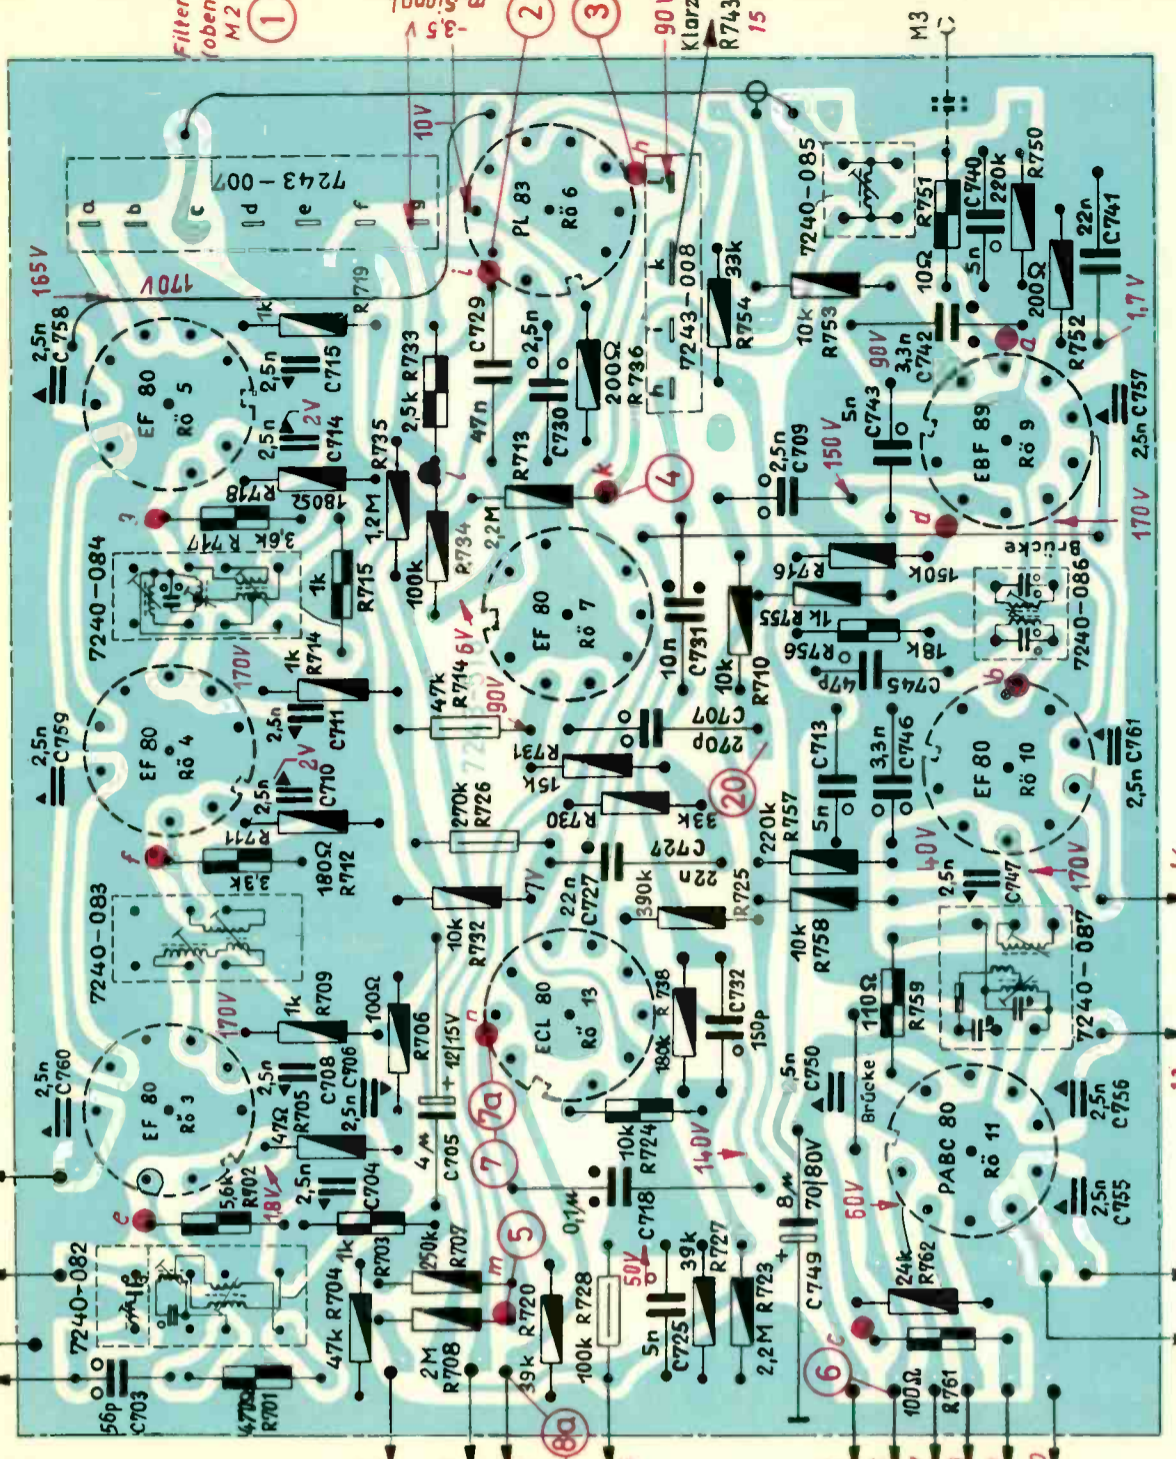 Filter
(oben
M 2
1
-3,5 V
2
3
90V
Klarz
R743
15
M3
165V
170V
10V
a
b
c
d
e
f
g
7243-007
2,5n
C758
EF 80
Rö 5
1k
R719
2,5n
C715
2,5n
C714
2V
R718
180Ω
g
R717
3,6k
7240-084
1k
R715
R735
1,2M
2,5k R733
R734
100k
l
C729
47n
i
PL 83
Rö 6
h
2,5n
C730
200Ω
R736
R713
2,2M
k
4
h
i
k
l
7243-008
33k
R754
7240-085
10k
R753
10Ω
R751
5n
C740
220k
R750
200Ω
R752
22n
C741
1,7V
90V
3,3n
C742
a
5n
C743
2,5n
C709
150V
EBF 89
Rö 9
2,5n C757
d
170V
Brücke
7240-086
b
R716
150k
1k R755
R756
18k
47p
C745
10n
C731
10k
R710
EF 80
Rö 7
6V
90V
47k
R714
170V
1k
R714
2,5n
C711
2V
2,5n
C710
2,5n
C759
EF 80
Rö 4
f
R711
3,3k
180Ω
R712
7240-083
270k
R726
R731
15k
R730
33k
C707
270p
20
C727
22n
22n
C727
7V
10k
R732
390k
R725
220k
R757
5n
C713
3,3n
C746
EF 80
Rö 10
2,5n C761
40V
2,5n
C747
170V
10k
R758
7240-087
110Ω
R759
Brücke
2,5n
C760
EF 80
Rö 3
170V
1k
R709
100Ω
R706
2,5n
C708
47Ω
R705
2,5n C706
4µ 12/15V
C705
n
ECL 80
Rö 13
7
7a
R738
180k
C732
150p
10k
R724
140V
C750
PABC 80
Rö 11
2,5n
C756
2,5n
C755
60V
e
5,6k
R702
1,8V
2,5n
C704
1k
R703
7240-082
250k
R707
m
5
0,1µ
C718
50V
39k
R727
8µ 70/80V
C749
24k
R762
c
6
100Ω
R761
2,2M R723
5n
C725
100k R728
39k R720
8a
2M
R708
47k R704
56p
C703
470Ω
R701